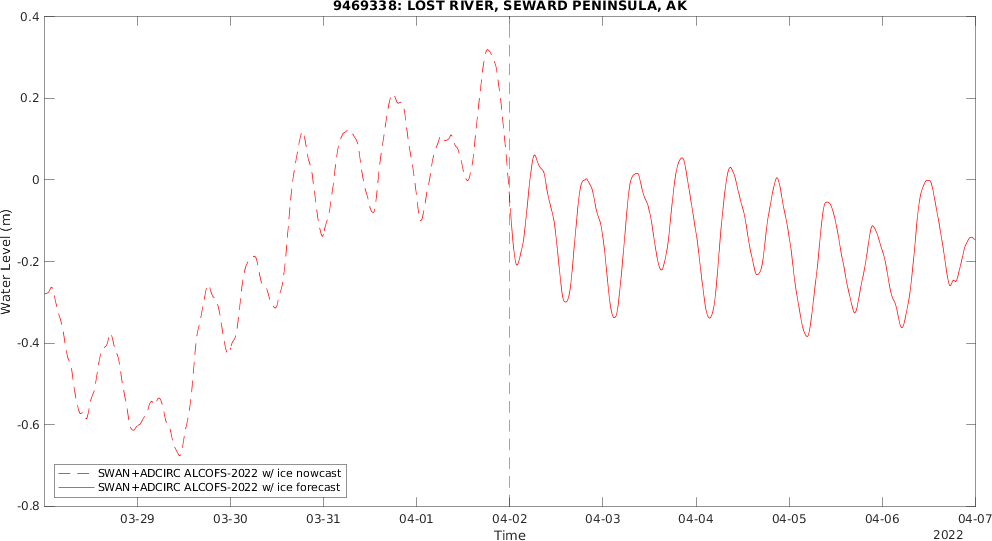 9469338: LOST RIVER, SEWARD PENINSULA, AK
0.4
0.2
0
-0.2
-0.4
-0.6
-0.8
Water Level (m)
SWAN+ADCIRC ALCOFS-2022 w/ ice nowcast
SWAN+ADCIRC ALCOFS-2022 w/ ice forecast
03-29 03-30 03-31 04-01 04-02 04-03 04-04 04-05 04-06 04-07
Time
2022